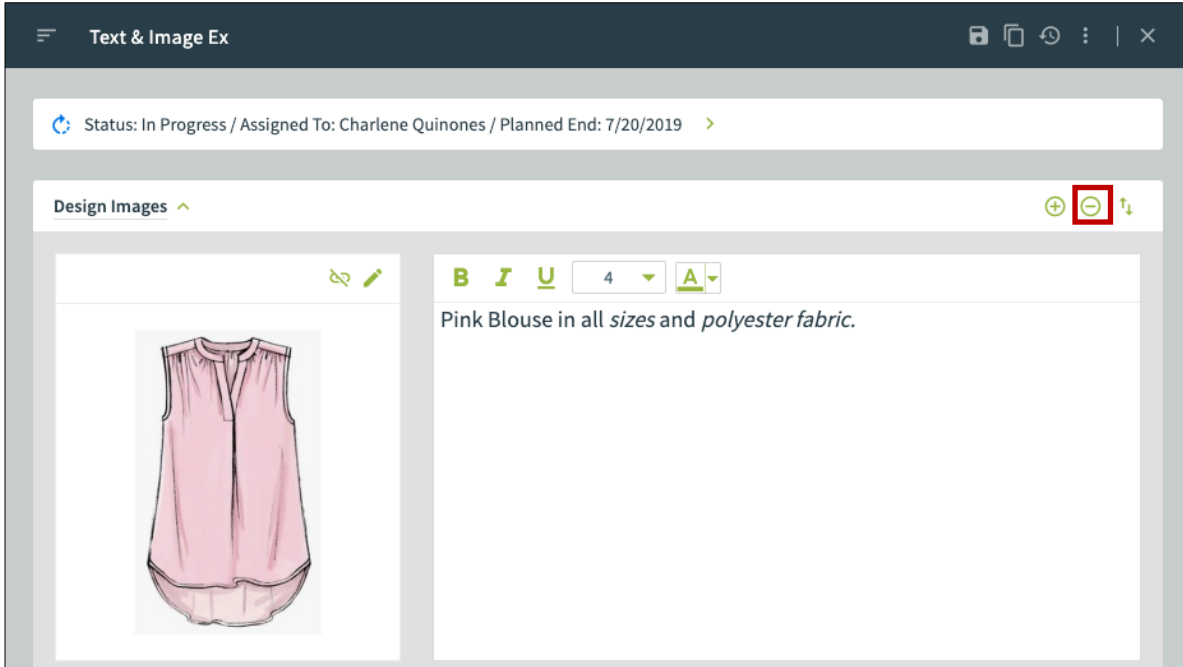 Text & Image Ex
Status: In Progress / Assigned To: Charlene Quinones / Planned End: 7/20/2019
Design Images
B I U 4 A
Pink Blouse in all sizes and polyester fabric.